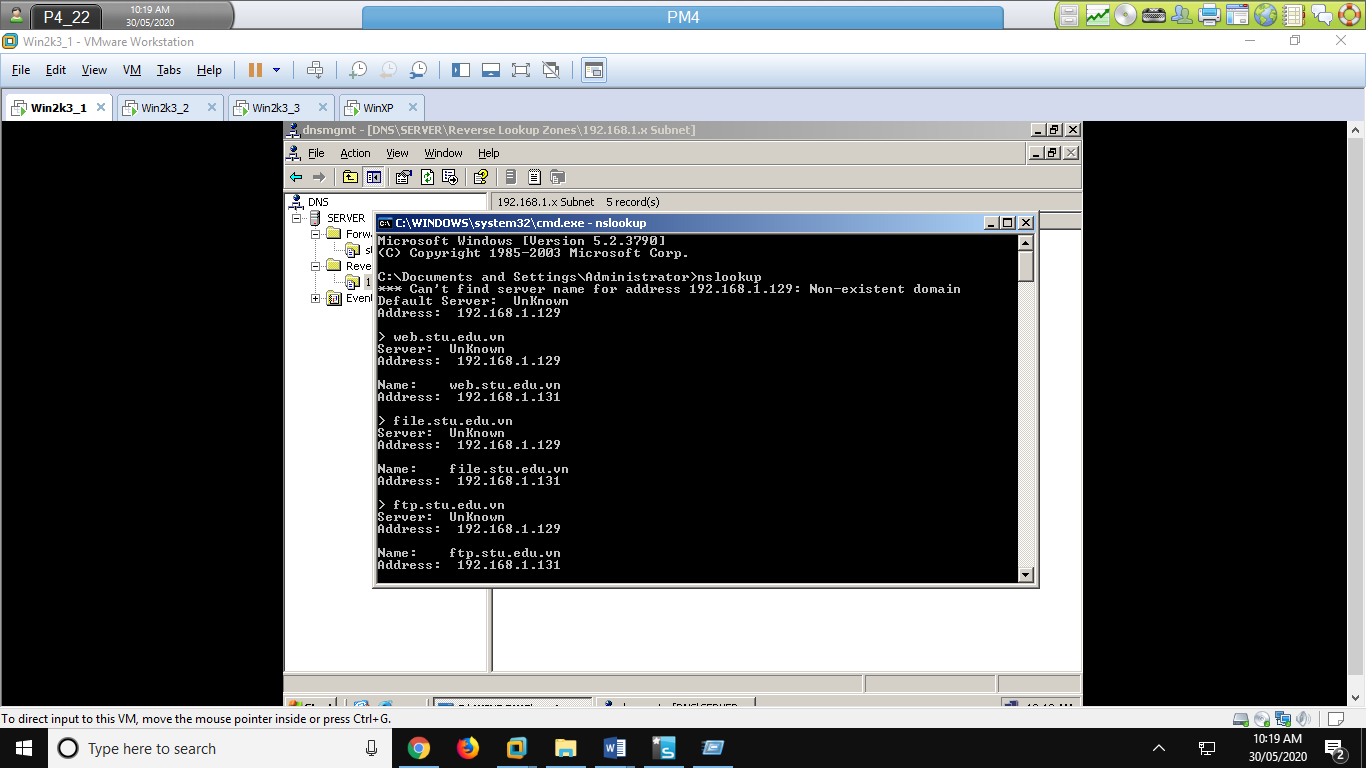 P4_22
10:19 AM
30/05/2020
PM4
Win2k3_1 - VMware Workstation
File Edit View VM Tabs Help
Win2k3_1 Win2k3_2 Win2k3_3 WinXP
dnsmgmt - [DNS\SERVER\Reverse Lookup Zones\192.168.1.x Subnet]
File Action View Window Help
DNS
192.168.1.x Subnet 5 record(s)
SERVER
C:\WINDOWS\system32\cmd.exe - nslookup
Forw
Reve
1
Even
Microsoft Windows [Version 5.2.3790]
(C) Copyright 1985-2003 Microsoft Corp.
C:\Documents and Settings\Administrator>nslookup
*** Can't find server name for address 192.168.1.129: Non-existent domain
Default Server: UnKnown
Address: 192.168.1.129
> web.stu.edu.vn
Server: UnKnown
Address: 192.168.1.129
Name: web.stu.edu.vn
Address: 192.168.1.131
> file.stu.edu.vn
Server: UnKnown
Address: 192.168.1.129
Name: file.stu.edu.vn
Address: 192.168.1.131
> ftp.stu.edu.vn
Server: UnKnown
Address: 192.168.1.129
Name: ftp.stu.edu.vn
Address: 192.168.1.131
To direct input to this VM, move the mouse pointer inside or press Ctrl+G.
Type here to search
10:19 AM
30/05/2020
2